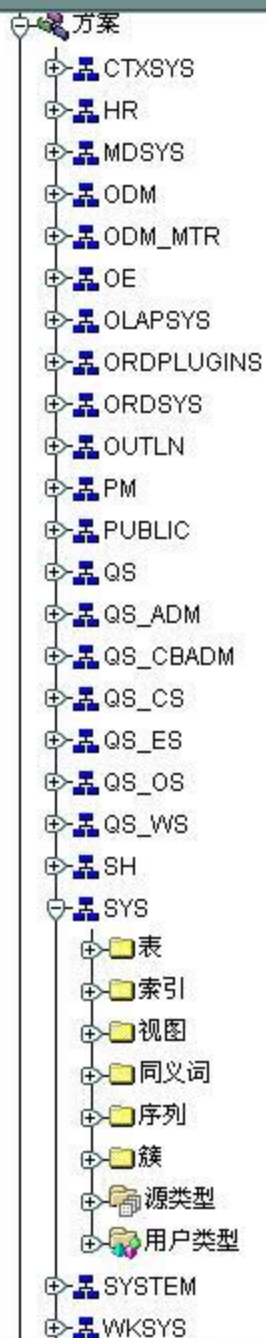 方案
CTXSYS
HR
MDSYS
ODM
ODM_MTR
OE
OLAPSYS
ORDPLUGINS
ORDSYS
OUTLN
PM
PUBLIC
QS
QS_ADM
QS_CBADM
QS_CS
QS_ES
QS_OS
QS_WS
SH
SYS
表
索引
视图
同义词
序列
簇
源类型
用户类型
SYSTEM
WKSYS